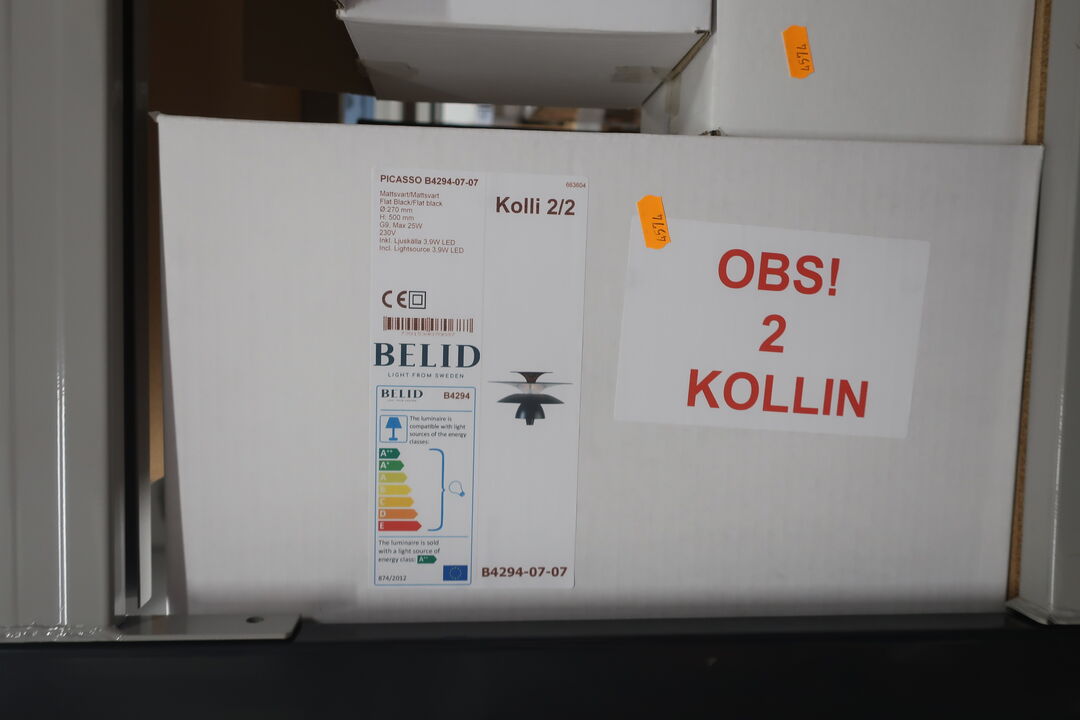 4574
PICASSO B4294-07-07
663604
Mattsvart/Mattsvart
Flat Black/Flat black
Ø:270 mm
H: 500 mm
G9. Max 25W
230V
Inkl. Ljuskälla 3,9W LED
Incl. Lightsource 3,9W LED
Kolli 2/2
4574
OBS!
2
KOLLIN
CE
BELID
LIGHT FROM SWEDEN
BELID
B4294
The luminaire is
compatible with light
sources of the energy
classes:
A++
A+
A
B
C
D
E
The luminaire is sold
with a light source of
energy class: A++
874/2012
B4294-07-07